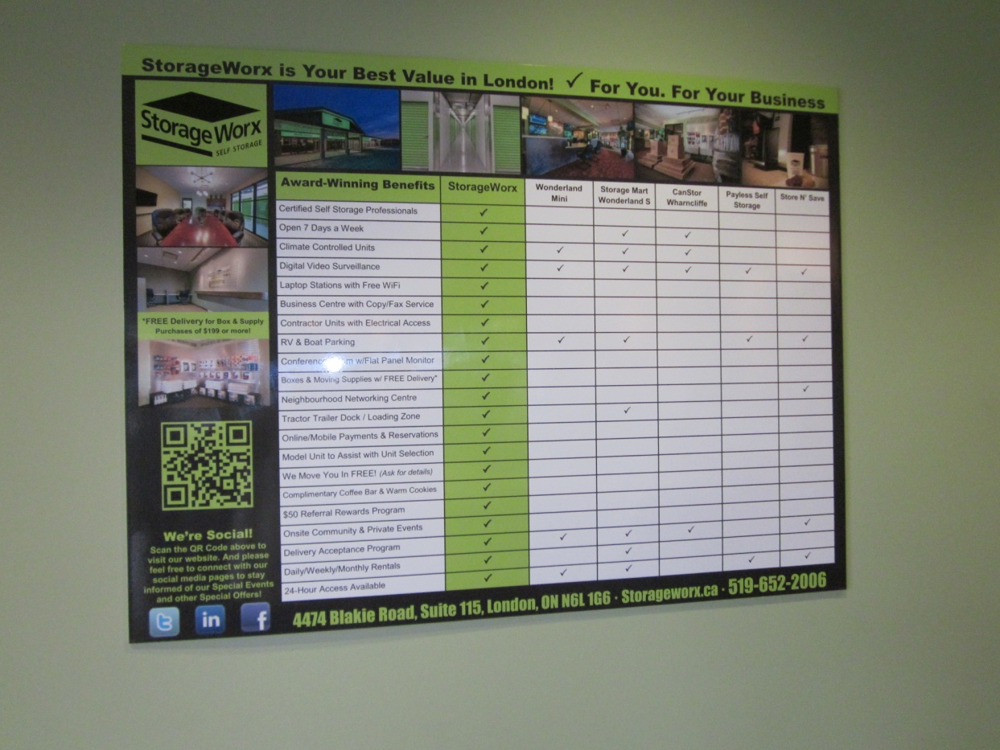 StorageWorx is Your Best Value in London! ✓ For You. For Your Business
StorageWorx
SELF STORAGE
*FREE Delivery for Box & Supply
Purchases of $199 or more!
We're Social!
Scan the QR Code above to
visit our website. And please
feel free to connect with our
social media pages to stay
informed of our Special Events
and other Special Offers!
t in f
Award-Winning Benefits StorageWorx Wonderland Mini Storage Mart Wonderland S CanStor Wharncliffe Payless Self Storage Store N' Save
Certified Self Storage Professionals ✓
Open 7 Days a Week ✓ ✓ ✓
Climate Controlled Units ✓ ✓ ✓ ✓
Digital Video Surveillance ✓ ✓ ✓ ✓ ✓ ✓
Laptop Stations with Free WiFi ✓
Business Centre with Copy/Fax Service ✓
Contractor Units with Electrical Access ✓
RV & Boat Parking ✓ ✓ ✓ ✓ ✓
Conference w/Flat Panel Monitor ✓
Boxes & Moving Supplies w/ FREE Delivery* ✓
Neighbourhood Networking Centre ✓ ✓
Tractor Trailer Dock / Loading Zone ✓ ✓
Online/Mobile Payments & Reservations ✓
Model Unit to Assist with Unit Selection ✓
We Move You In FREE! (Ask for details) ✓
Complimentary Coffee Bar & Warm Cookies ✓
$50 Referral Rewards Program ✓
Onsite Community & Private Events ✓
Delivery Acceptance Program ✓ ✓ ✓ ✓ ✓
Daily/Weekly/Monthly Rentals ✓ ✓
24-Hour Access Available ✓ ✓ ✓ ✓ ✓
4474 Blakie Road, Suite 115, London, ON N6L 1G6 · Storageworx.ca · 519-652-2006